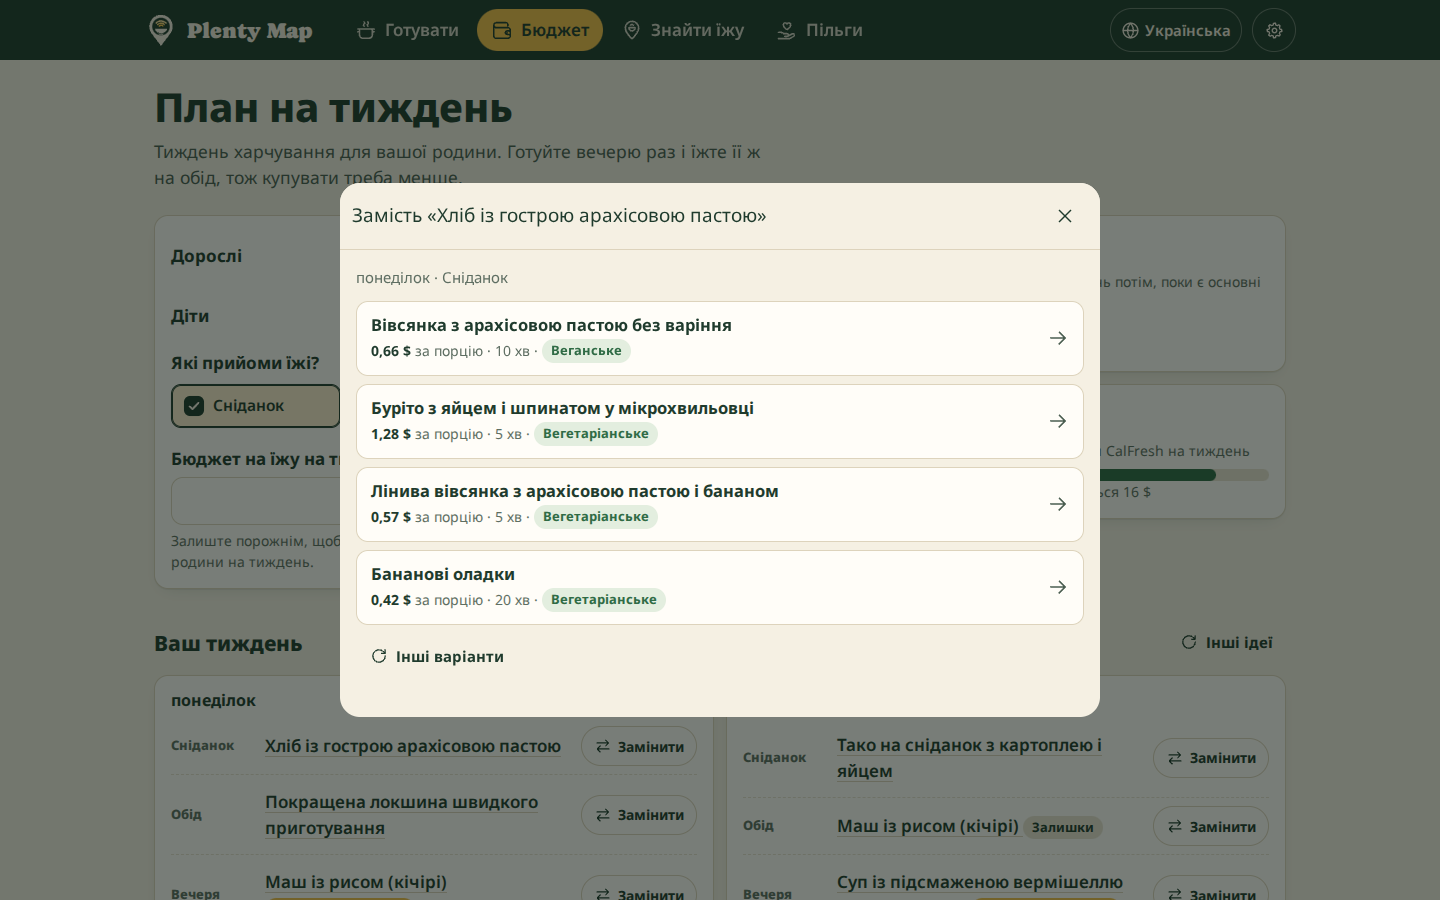 Plenty Map
Готувати
Бюджет
Знайти їжу
Пільги
Українська
План на тиждень
Тиждень харчування для вашої родини. Готуйте вечерю раз і їжте її ж
на обід, тож купувати треба менше.
Замість «Хліб із гострою арахісовою пастою»
понеділок · Сніданок
Вівсянка з арахісовою пастою без варіння
0,66 $ за порцію · 10 хв · Веганське
Буріто з яйцем і шпинатом у мікрохвильовці
1,28 $ за порцію · 5 хв · Вегетаріанське
Лінива вівсянка з арахісовою пастою і бананом
0,57 $ за порцію · 5 хв · Вегетаріанське
Бананові оладки
0,42 $ за порцію · 20 хв · Вегетаріанське
Інші варіанти
Дорослі
Діти
Які прийоми їжі?
Сніданок
Бюджет на їжу на
Залиште порожнім, щоб
родини на тиждень.
потім, поки є основні
CalFresh на тиждень
16 $
Ваш тиждень
Інші ідеї
понеділок
Сніданок
Хліб із гострою арахісовою пастою
Замінити
Обід
Покращена локшина швидкого
приготування
Замінити
Вечеря
Маш із рисом (кічірі)
Замінити
Сніданок
Тако на сніданок з картоплею і
яйцем
Замінити
Обід
Маш із рисом (кічірі) Залишки
Замінити
Вечеря
Суп із підсмаженою вермішеллю
Замінити